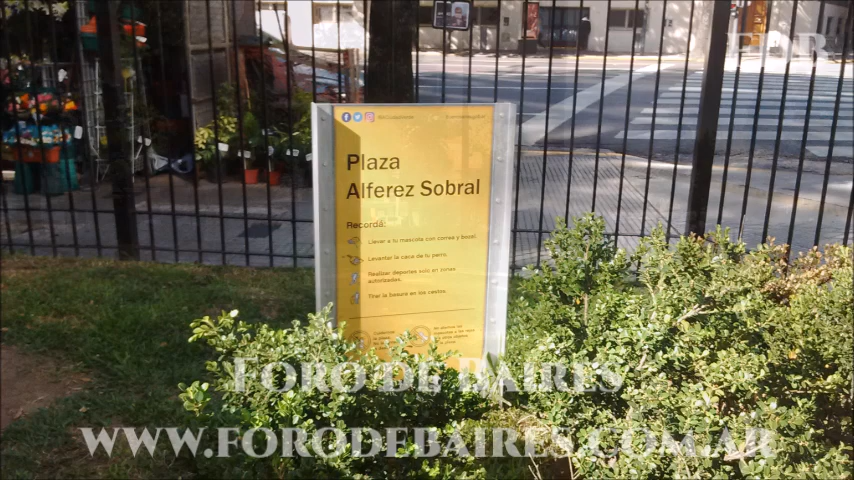 FDB
Plaza
Alferez Sobral
Recordá:
Llevar a tu mascota con correa y bozal.
Levantar la caca de tu perro.
Realizar deportes solo en zonas
autorizadas.
Tirar la basura en los cestos.
Foro de Baires
www.forodebaires.com.ar